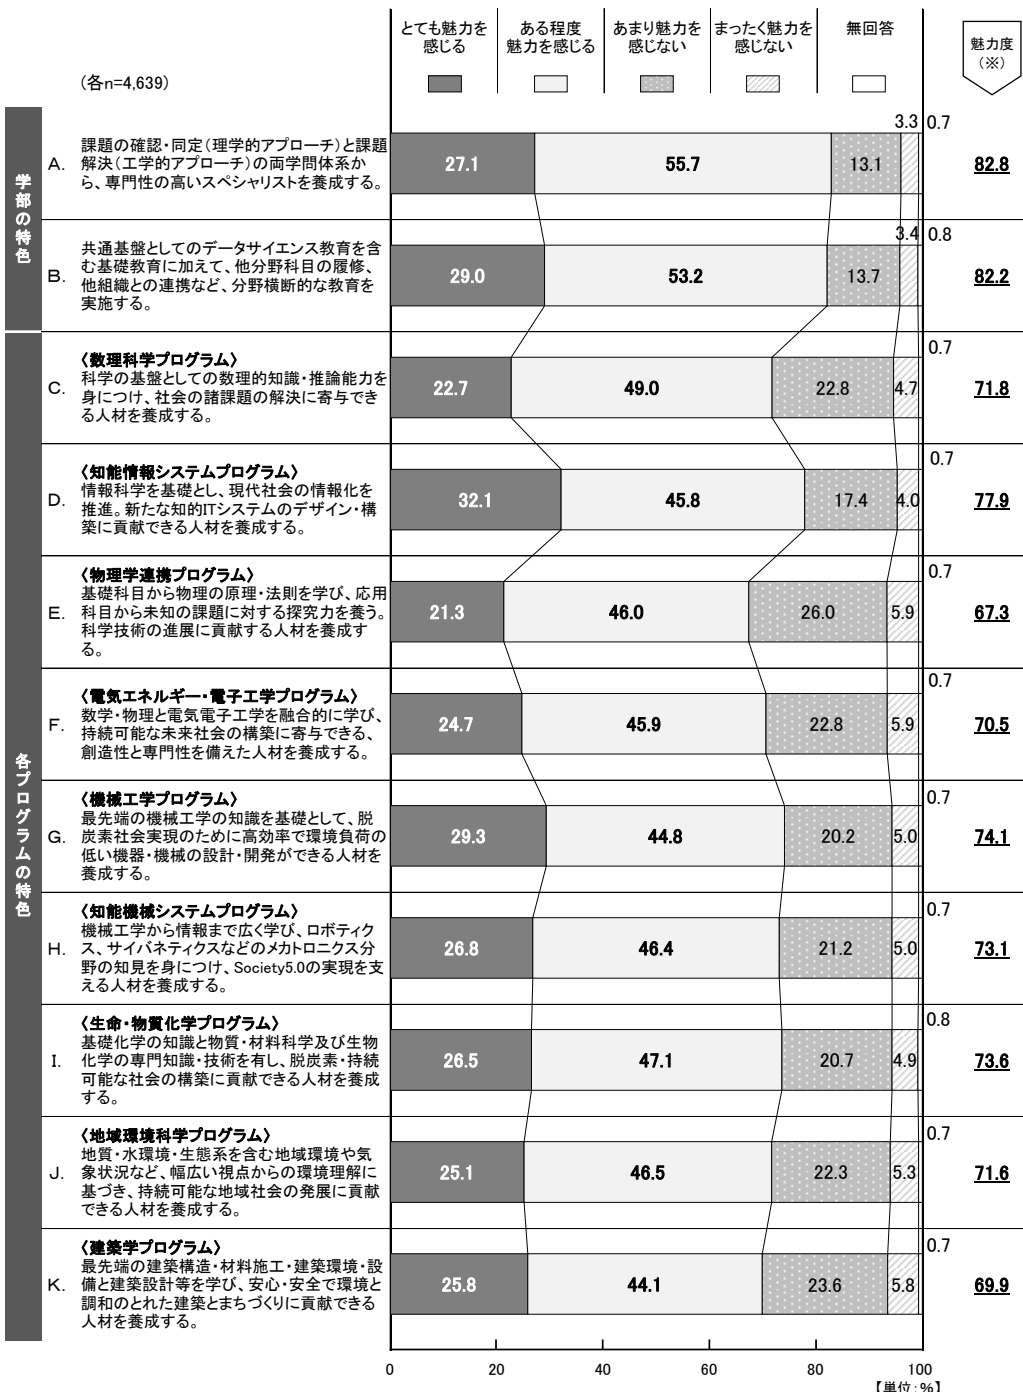 とても魅力を
感じる
ある程度
魅力を感じる
あまり魅力を
感じない
まったく魅力を
感じない
無回答
魅力度
（※）
（各n=4,639）
学部の特色
A. 課題の確認・同定（理学的アプローチ）と課題
解決（工学的アプローチ）の両学問体系か
ら、専門性の高いスペシャリストを養成する。
27.1 55.7 13.1 3.3 0.7 82.8
B. 共通基盤としてのデータサイエンス教育を含
む基礎教育に加えて、他分野科目の履修、
他組織との連携など、分野横断的な教育を
実施する。
29.0 53.2 13.7 3.4 0.8 82.2
各プログラムの特色
〈数理科学プログラム〉
C. 科学の基盤としての数理的知識・推論能力を
身につけ、社会の諸課題の解決に寄与でき
る人材を養成する。
22.7 49.0 22.8 4.7 0.7 71.8
〈知能情報システムプログラム〉
D. 情報科学を基礎とし、現代社会の情報化を
推進。新たな知的ITシステムのデザイン・構
築に貢献できる人材を養成する。
32.1 45.8 17.4 4.0 0.7 77.9
〈物理学連携プログラム〉
E. 基礎科目から物理の原理・法則を学び、応用
科目から未知の課題に対する探究力を養う。
科学技術の進展に貢献する人材を養成す
る。
21.3 46.0 26.0 5.9 0.7 67.3
〈電気エネルギー・電子工学プログラム〉
F. 数学・物理と電気電子工学を融合的に学び、
持続可能な未来社会の構築に寄与できる、
創造性と専門性を備えた人材を養成する。
24.7 45.9 22.8 5.9 0.7 70.5
〈機械工学プログラム〉
G. 最先端の機械工学の知識を基礎として、脱
炭素社会実現のために高効率で環境負荷の
低い機器・機械の設計・開発ができる人材を
養成する。
29.3 44.8 20.2 5.0 0.7 74.1
〈知能機械システムプログラム〉
H. 機械工学から情報まで広く学び、ロボティク
ス、サイバネティクスなどのメカトロニクス分
野の知見を身につけ、Society5.0の実現を支
える人材を養成する。
26.8 46.4 21.2 5.0 0.7 73.1
〈生命・物質化学プログラム〉
I. 基礎化学の知識と物質・材料科学及び生物
化学の専門知識・技術を有し、脱炭素・持続
可能な社会の構築に貢献できる人材を養成
する。
26.5 47.1 20.7 4.9 0.8 73.6
〈地域環境科学プログラム〉
J. 地質・水環境・生態系を含む地域環境や気
象状況など、幅広い視点からの環境理解に
基づき、持続可能な地域社会の発展に貢献
できる人材を養成する。
25.1 46.5 22.3 5.3 0.7 71.6
〈建築学プログラム〉
K. 最先端の建築構造・材料施工・建築環境・設
備と建築設計等を学び、安心・安全で環境と
調和のとれた建築とまちづくりに貢献できる
人材を養成する。
25.8 44.1 23.6 5.8 0.7 69.9
0 20 40 60 80 100
【単位：％】